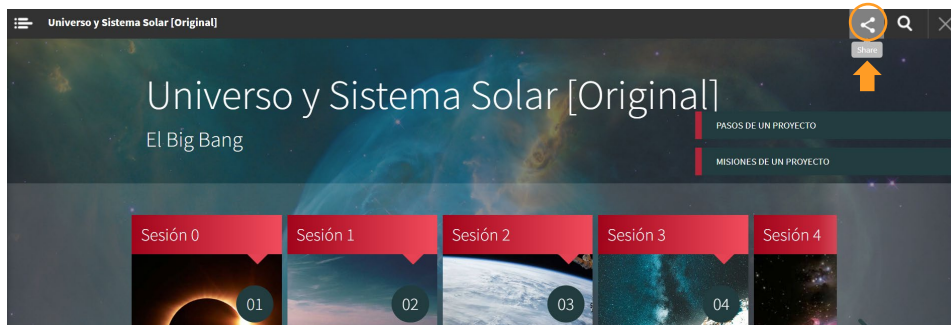 Universo y Sistema Solar [Original]
Share
Universo y Sistema Solar [Original]
El Big Bang
PASOS DE UN PROYECTO
MISIONES DE UN PROYECTO
Sesión 0
Sesión 1
Sesión 2
Sesión 3
Sesión 4
01
02
03
04